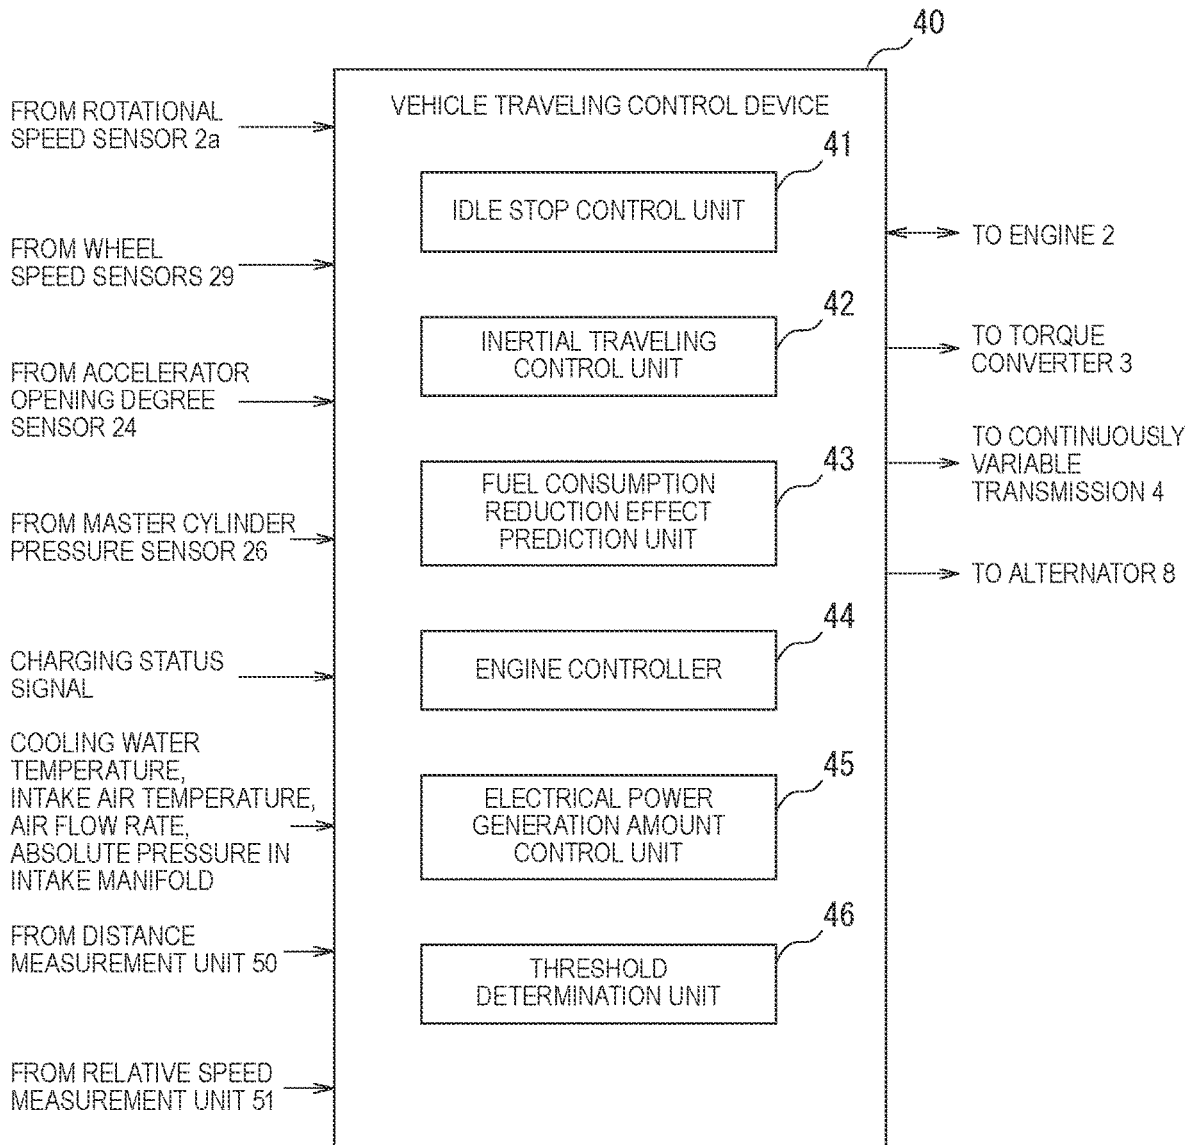 40
VEHICLE TRAVELING CONTROL DEVICE
FROM ROTATIONAL
SPEED SENSOR 2a
41
IDLE STOP CONTROL UNIT
TO ENGINE 2
FROM WHEEL
SPEED SENSORS 29
42
INERTIAL TRAVELING
CONTROL UNIT
TO TORQUE
CONVERTER 3
FROM ACCELERATOR
OPENING DEGREE
SENSOR 24
TO CONTINUOUSLY
VARIABLE
TRANSMISSION 4
43
FUEL CONSUMPTION
REDUCTION EFFECT
PREDICTION UNIT
FROM MASTER CYLINDER
PRESSURE SENSOR 26
TO ALTERNATOR 8
44
ENGINE CONTROLLER
CHARGING STATUS
SIGNAL
COOLING WATER
TEMPERATURE,
INTAKE AIR TEMPERATURE,
AIR FLOW RATE,
ABSOLUTE PRESSURE IN
INTAKE MANIFOLD
45
ELECTRICAL POWER
GENERATION AMOUNT
CONTROL UNIT
FROM DISTANCE
MEASUREMENT UNIT 50
46
THRESHOLD
DETERMINATION UNIT
FROM RELATIVE SPEED
MEASUREMENT UNIT 51